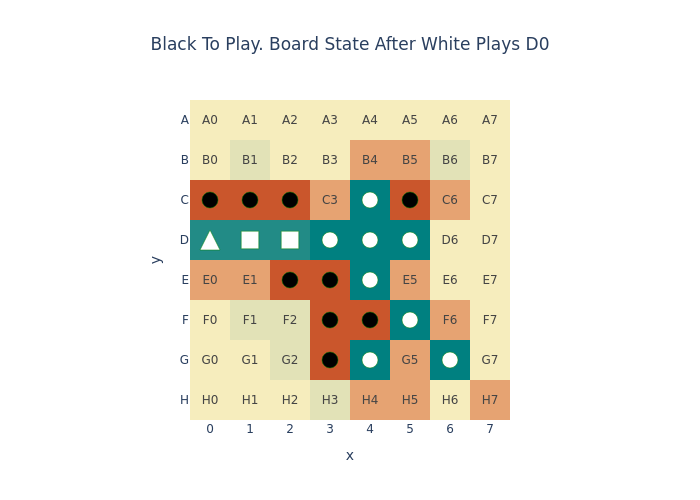 Black To Play. Board State After White Plays D0
A A0 A1 A2 A3 A4 A5 A6 A7
B B0 B1 B2 B3 B4 B5 B6 B7
C C3 C6 C7
D D6 D7
y
E E0 E1 E5 E6 E7
F F0 F1 F2 F6 F7
G G0 G1 G2 G5 G7
H H0 H1 H2 H3 H4 H5 H6 H7
0 1 2 3 4 5 6 7
x